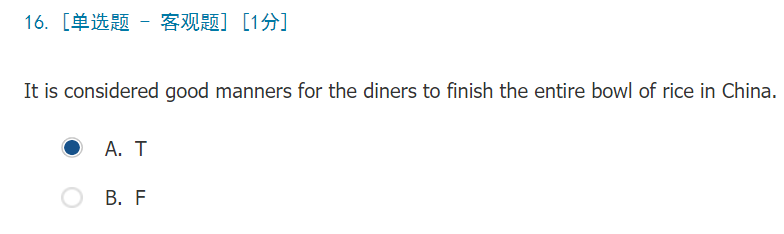 16. [单选题 - 客观题] [1分]
It is considered good manners for the diners to finish the entire bowl of rice in China.
A. T
B. F